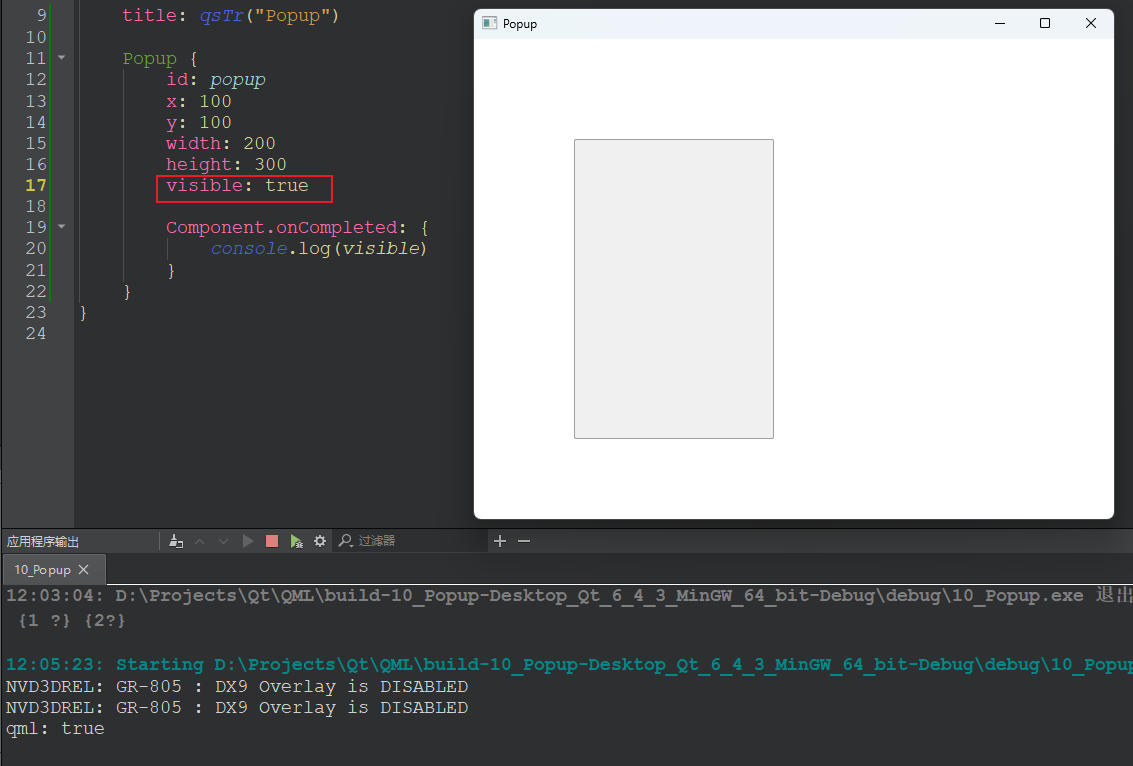 9 title: qsTr("Popup")
10
11 Popup {
12 id: popup
13 x: 100
14 y: 100
15 width: 200
16 height: 300
17 visible: true
18
19 Component.onCompleted: {
20 console.log(visible)
21 }
22 }
23 }
24
Popup
应用程序输出
过滤器
10_Popup
12:03:04: D:\Projects\Qt\QML\build-10_Popup-Desktop_Qt_6_4_3_MinGW_64_bit-Debug\debug\10_Popup.exe 退出
{1 ?} {2?}
12:05:23: Starting D:\Projects\Qt\QML\build-10_Popup-Desktop_Qt_6_4_3_MinGW_64_bit-Debug\debug\10_Popup
NVD3DREL: GR-805 : DX9 Overlay is DISABLED
NVD3DREL: GR-805 : DX9 Overlay is DISABLED
qml: true